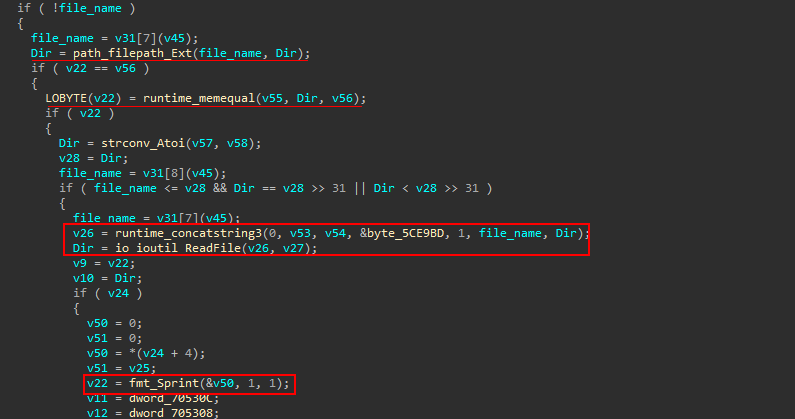 if ( !file_name )
{
file_name = v31[7](v45);
Dir = path_filepath_Ext(file_name, Dir);
if ( v22 == v56 )
{
LOBYTE(v22) = runtime_memequal(v55, Dir, v56);
if ( v22 )
{
Dir = strconv_Atoi(v57, v58);
v28 = Dir;
file_name = v31[8](v45);
if ( file_name <= v28 && Dir == v28 >> 31 || Dir < v28 >> 31 )
{
file_name = v31[7](v45);
v26 = runtime_concatstring3(0, v53, v54, &byte_5CE9BD, 1, file_name, Dir);
Dir = io_ioutil_ReadFile(v26, v27);
v9 = v22;
v10 = Dir;
if ( v24 )
{
v50 = 0;
v51 = 0;
v50 = *(v24 + 4);
v51 = v25;
v22 = fmt_Sprint(&v50, 1, 1);
v11 = dword_70530C;
v12 = dword_705308;